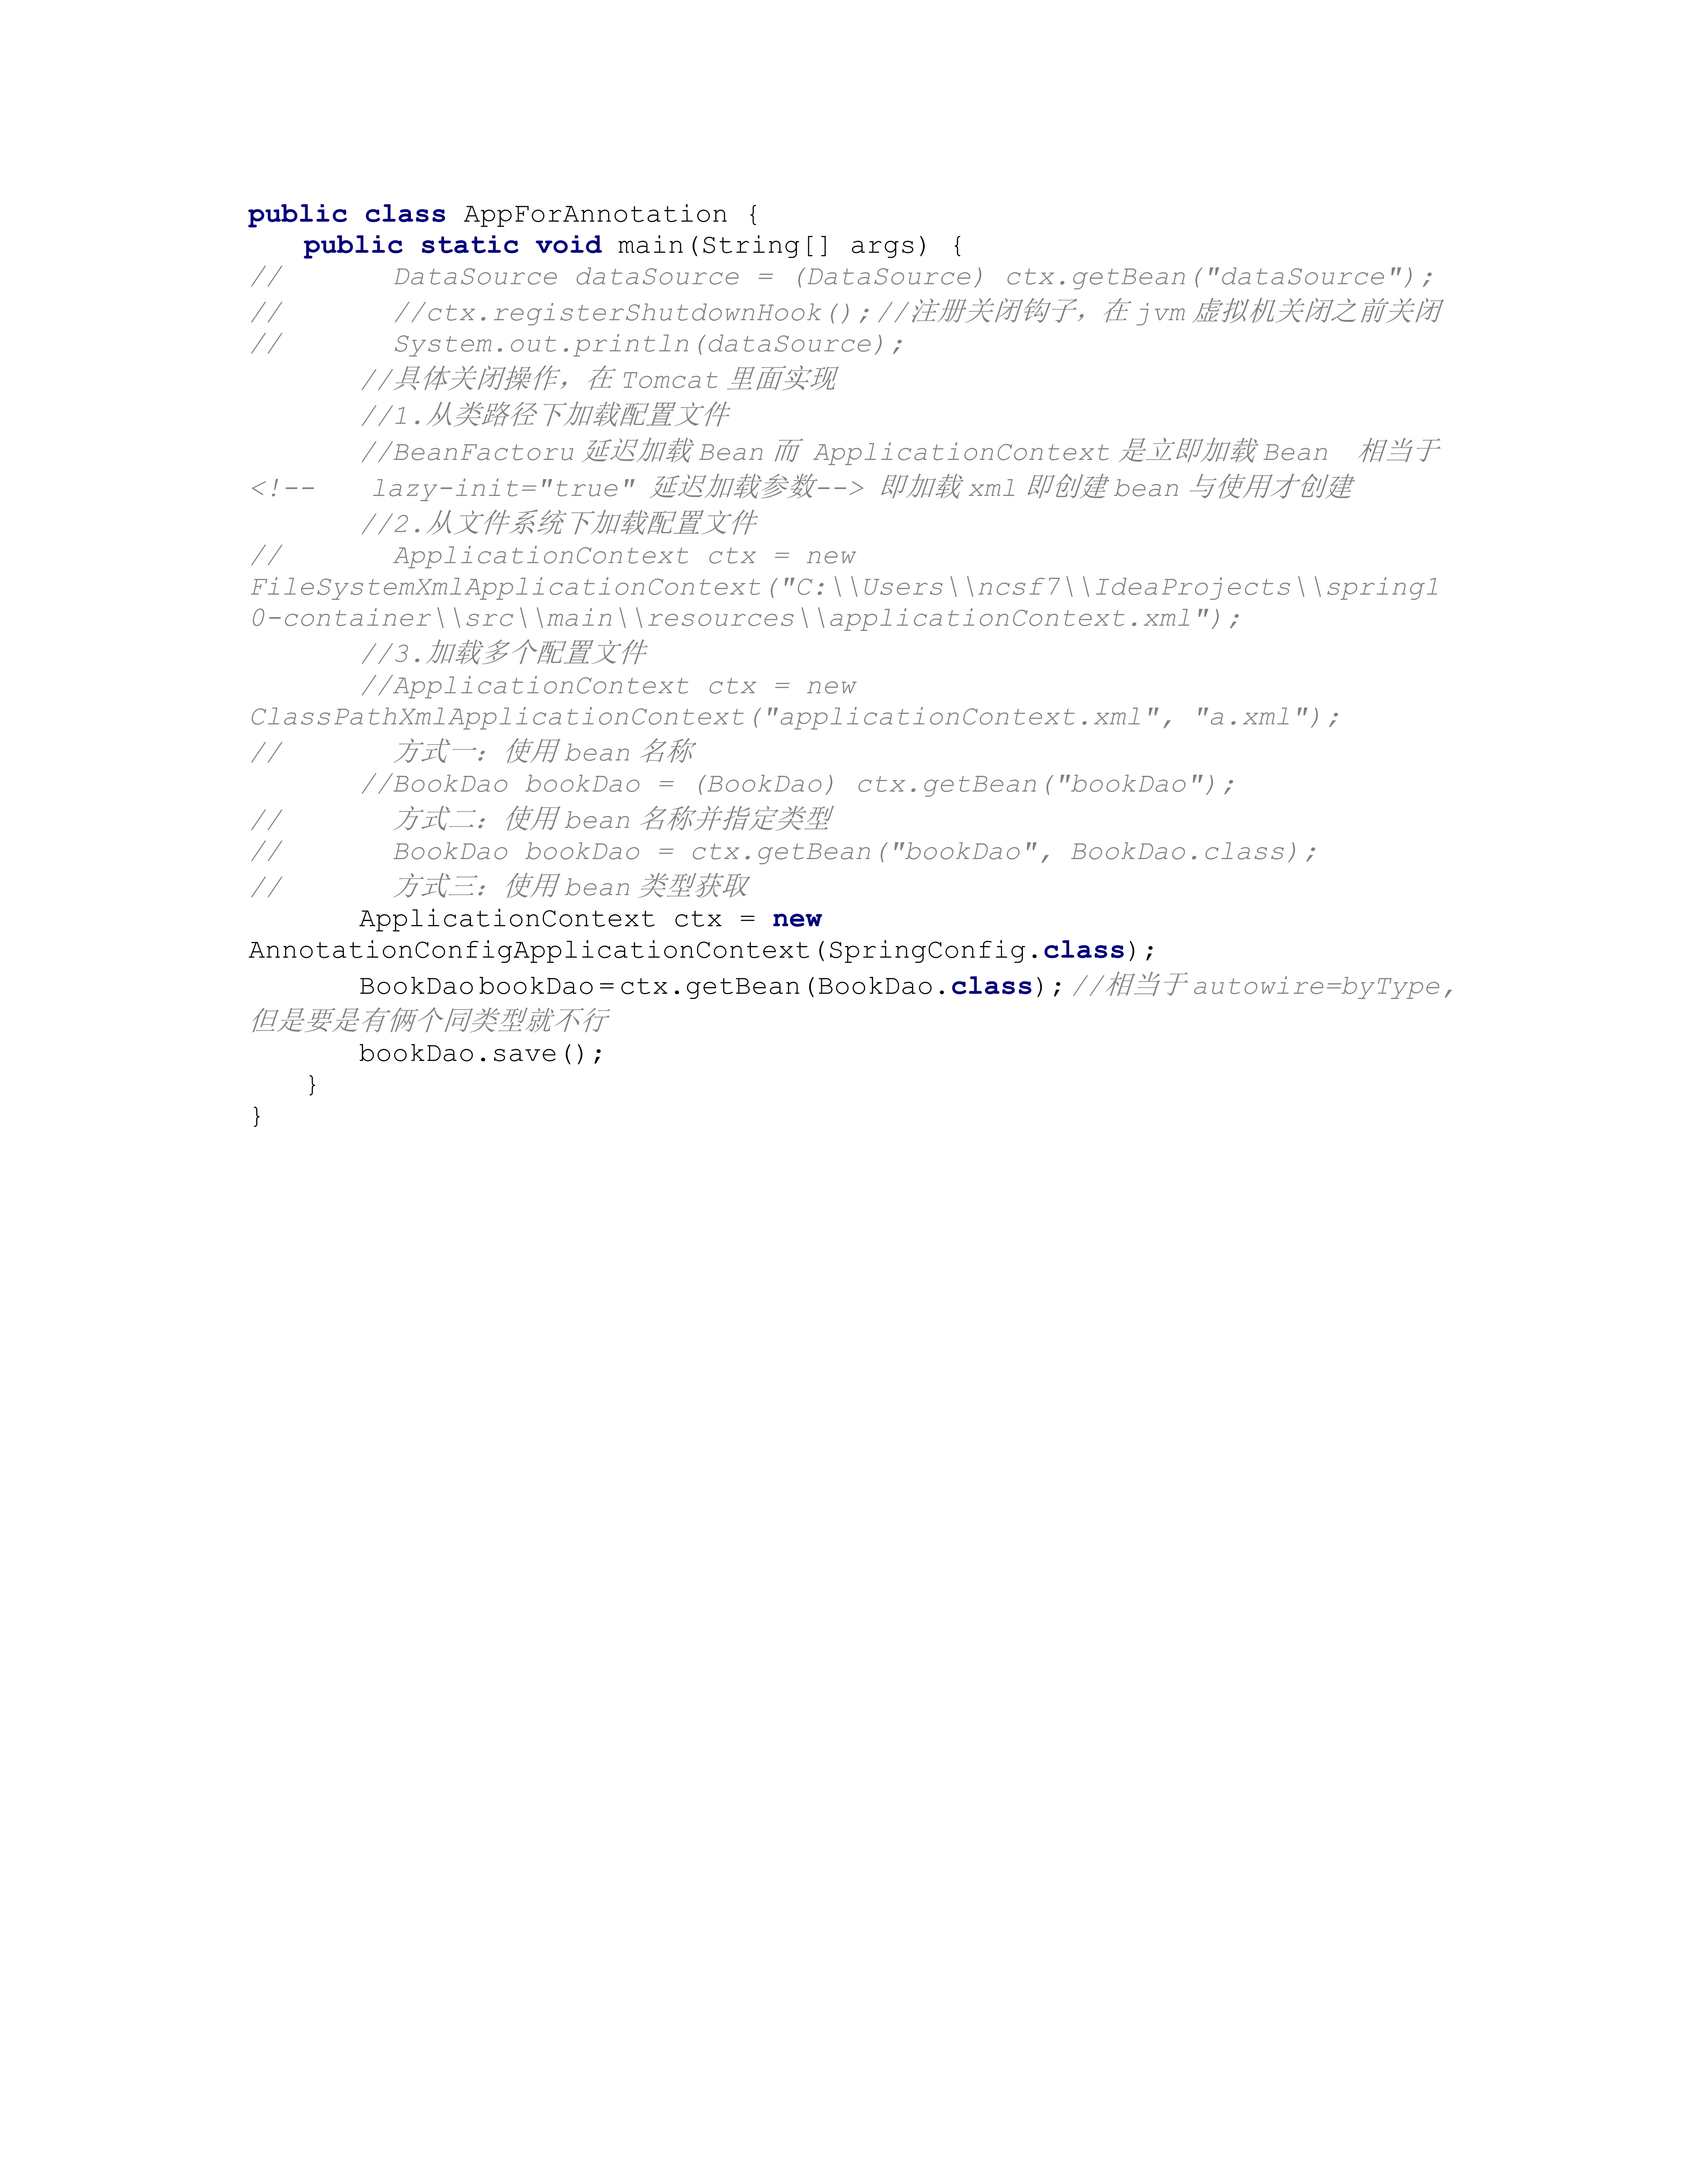 public class AppForAnnotation {
    public static void main(String[] args) {
//        DataSource dataSource = (DataSource) ctx.getBean("dataSource");
//        //ctx.registerShutdownHook();//注册关闭钩子，在 jvm 虚拟机关闭之前关闭
//        System.out.println(dataSource);
        //具体关闭操作，在 Tomcat 里面实现
        //1.从类路径下加载配置文件
        //BeanFactoru 延迟加载 Bean 而 ApplicationContext 是立即加载 Bean  相当于
<!--    lazy-init="true" 延迟加载参数--> 即加载 xml 即创建 bean 与使用才创建
        //2.从文件系统下加载配置文件
//        ApplicationContext ctx = new
FileSystemXmlApplicationContext("C:\\Users\\ncsf7\\IdeaProjects\\spring1
0-container\\src\\main\\resources\\applicationContext.xml");
        //3.加载多个配置文件
        //ApplicationContext ctx = new
ClassPathXmlApplicationContext("applicationContext.xml", "a.xml");
//        方式一：使用 bean 名称
        //BookDao bookDao = (BookDao) ctx.getBean("bookDao");
//        方式二：使用 bean 名称并指定类型
//        BookDao bookDao = ctx.getBean("bookDao", BookDao.class);
//        方式三：使用 bean 类型获取
        ApplicationContext ctx = new
AnnotationConfigApplicationContext(SpringConfig.class);
        BookDao bookDao = ctx.getBean(BookDao.class); //相当于 autowire=byType,
但是要是有俩个同类型就不行
        bookDao.save();
    }
}